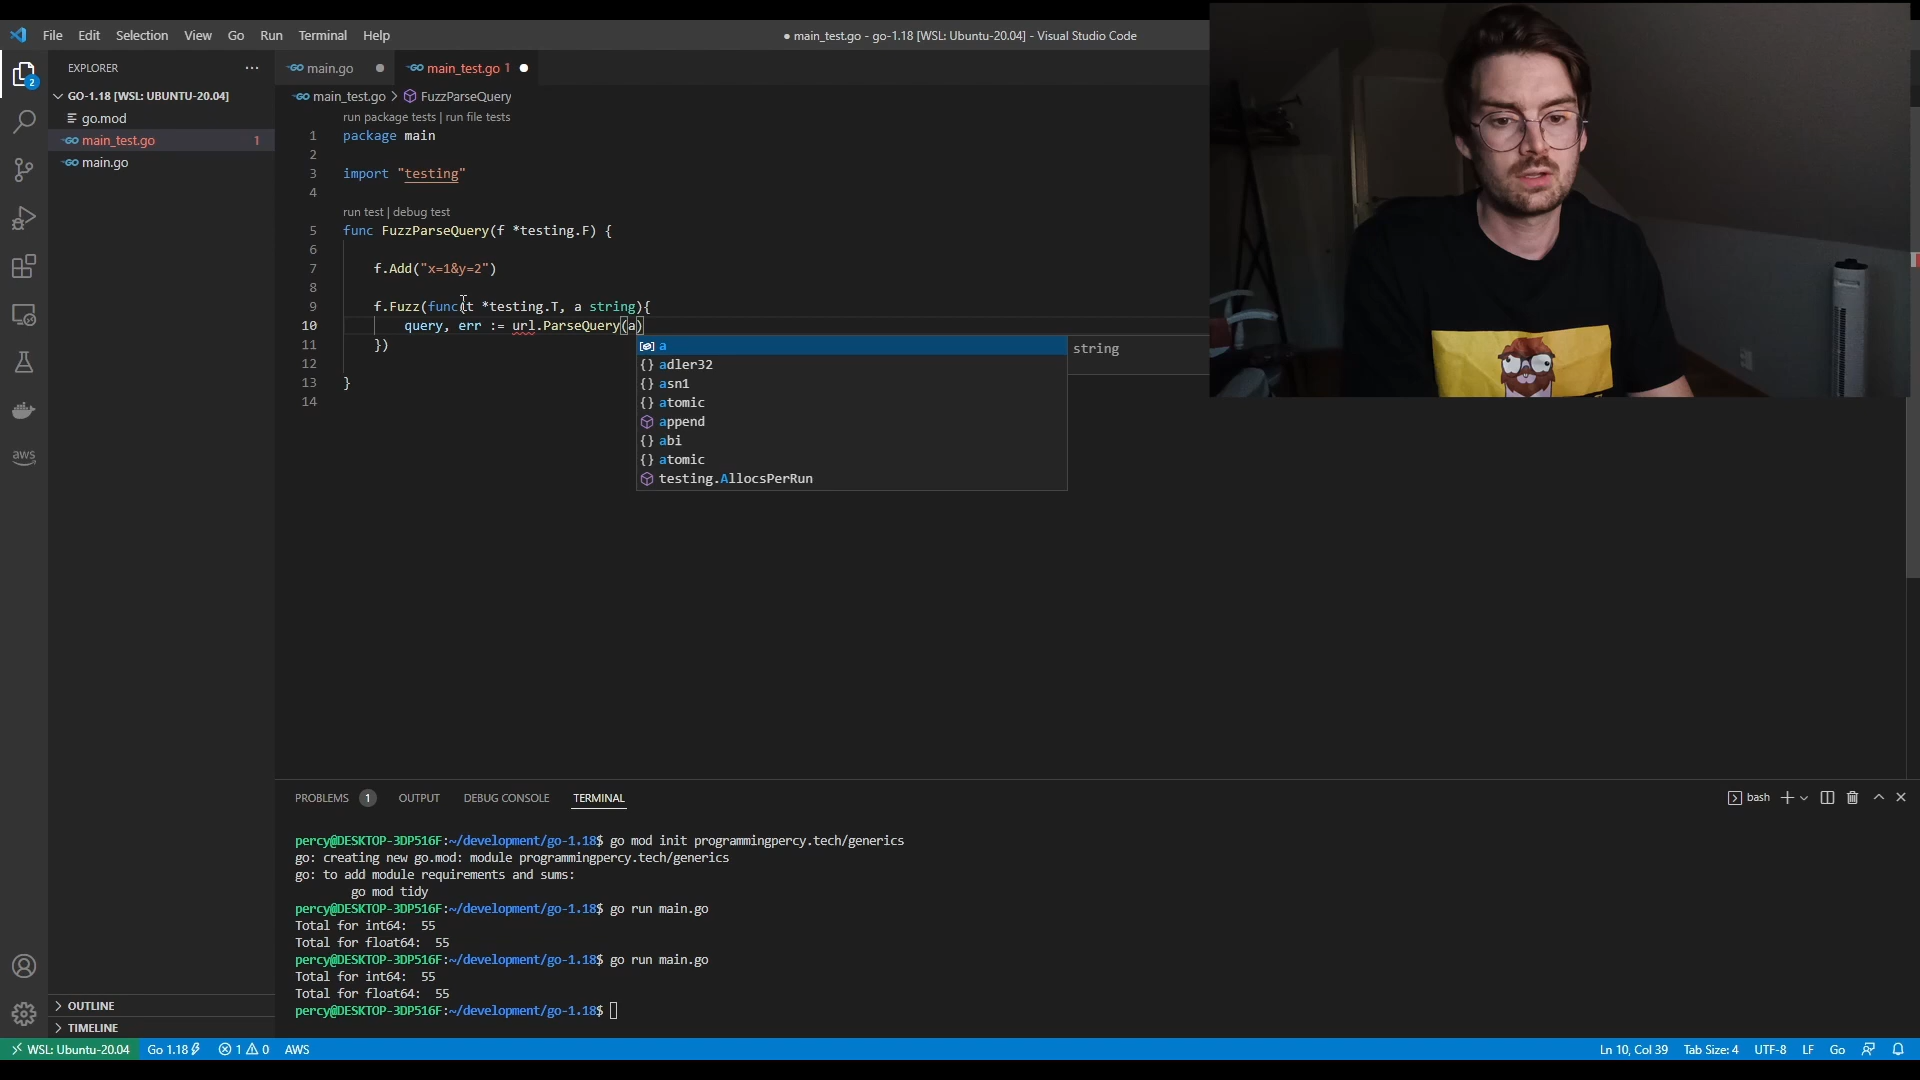 File Edit Selection View Go Run Terminal Help
● main_test.go - go-1.18 [WSL: Ubuntu-20.04] - Visual Studio Code
EXPLORER ...
main.go ●
main_test.go 1 ●
GO-1.18 [WSL: UBUNTU-20.04]
go.mod
main_test.go 1
main.go
2
main_test.go > FuzzParseQuery
run package tests | run file tests
1 package main
2
3 import "testing"
4
run test | debug test
5 func FuzzParseQuery(f *testing.F) {
6
7 f.Add("x=1&y=2")
8
9 f.Fuzz(func(t *testing.T, a string){
10 query, err := url.ParseQuery(a)
11 })
12
13 }
14
a
string
{} adler32
{} asn1
{} atomic
append
{} abi
{} atomic
testing.AllocsPerRun
aws
PROBLEMS 1 OUTPUT DEBUG CONSOLE TERMINAL
bash
percy@DESKTOP-3DP516F:~/development/go-1.18$ go mod init programmingpercy.tech/generics
go: creating new go.mod: module programmingpercy.tech/generics
go: to add module requirements and sums:
go mod tidy
percy@DESKTOP-3DP516F:~/development/go-1.18$ go run main.go
Total for int64: 55
Total for float64: 55
percy@DESKTOP-3DP516F:~/development/go-1.18$ go run main.go
Total for int64: 55
Total for float64: 55
percy@DESKTOP-3DP516F:~/development/go-1.18$
OUTLINE
TIMELINE
WSL: Ubuntu-20.04 Go 1.18 1 0 AWS
Ln 10, Col 39 Tab Size: 4 UTF-8 LF Go